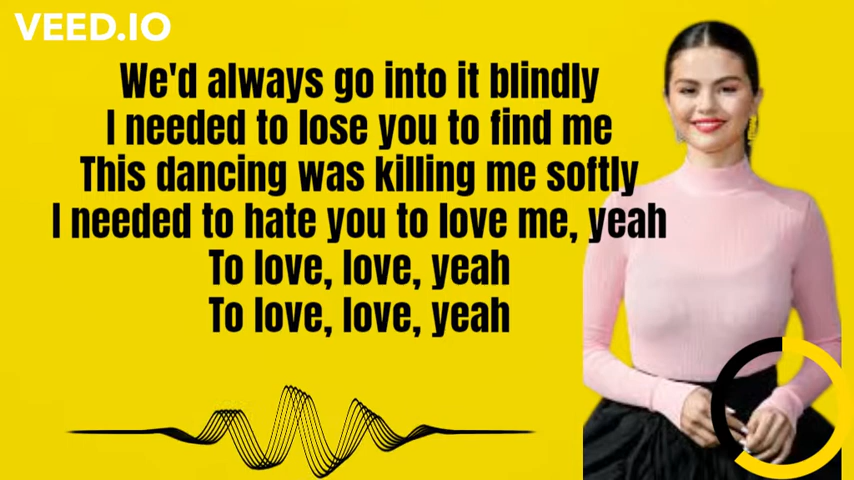 VEED.IO
We'd always go into it blindly
I needed to lose you to find me
This dancing was killing me softly
I needed to hate you to love me, yeah
To love, love, yeah
To love, love, yeah